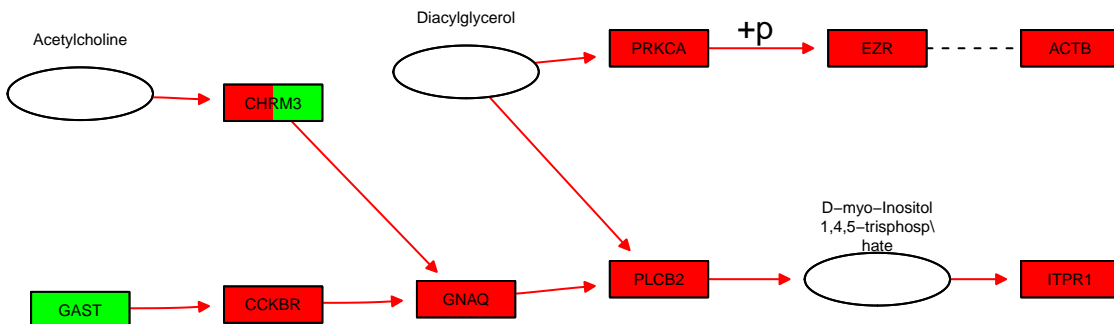 Diacylglycerol
Acetylcholine
PRKCA
+p
EZR
ACTB
CHRM3
D−myo−Inositol
1,4,5−trisphosp\
hate
GAST
CCKBR
GNAQ
PLCB2
ITPR1